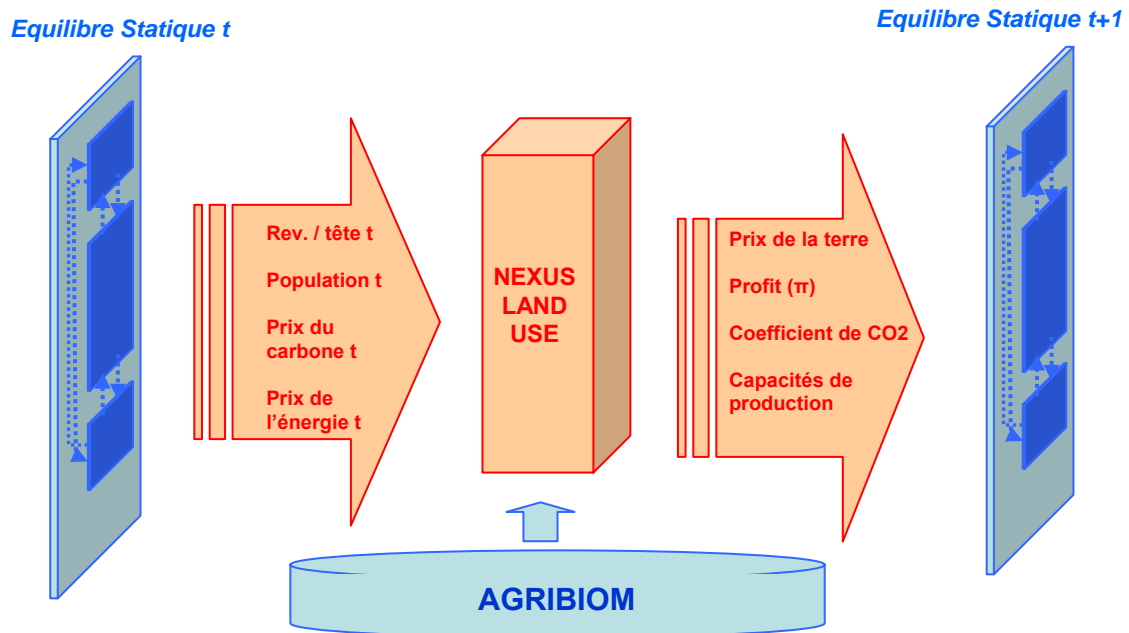 Equilibre Statique t
Equilibre Statique t+1
Rev. / tête t
Population t
Prix du
carbone t
Prix de
l'énergie t
NEXUS
LAND
USE
Prix de la terre
Profit (π)
Coefficient de CO2
Capacités de
production
AGRIBIOM